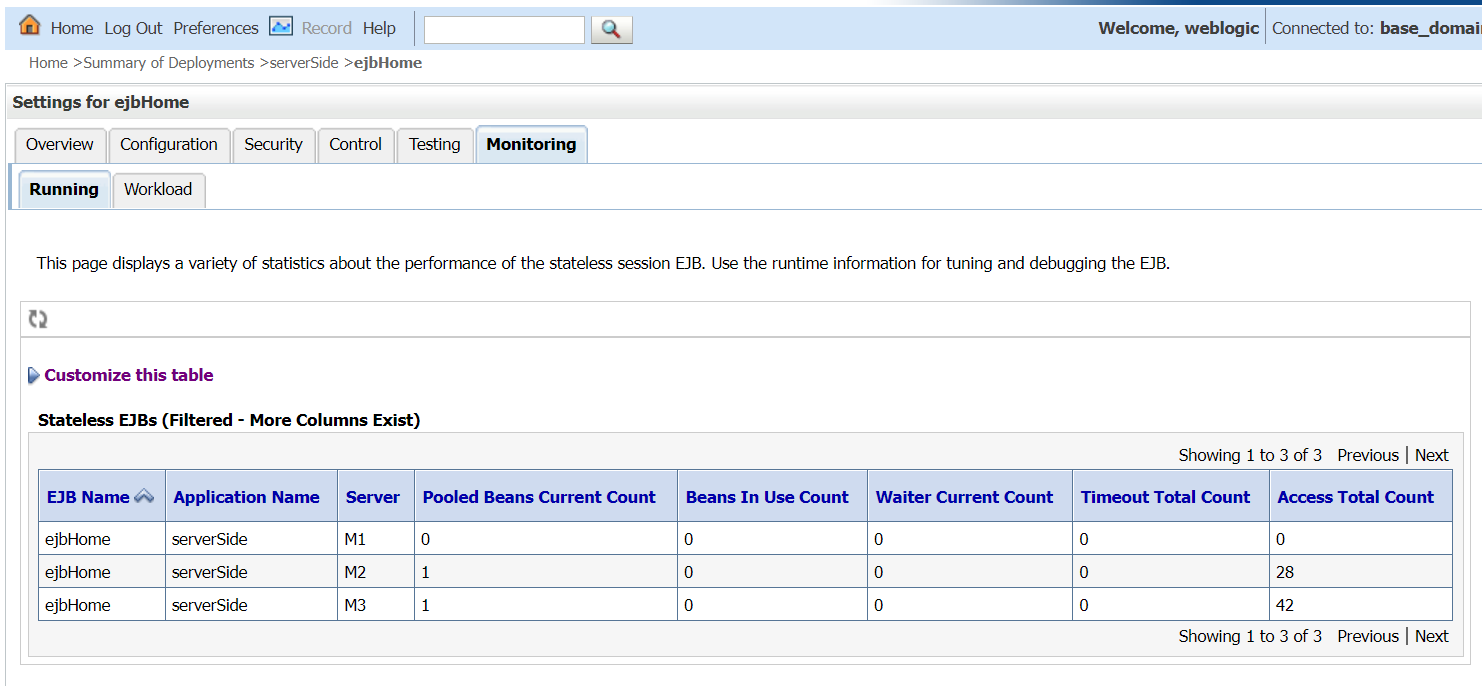 Home Log Out Preferences Record Help Welcome, weblogic Connected to: base_domai
Home >Summary of Deployments >serverSide >ejbHome
Settings for ejbHome
Overview Configuration Security Control Testing Monitoring
Running Workload
This page displays a variety of statistics about the performance of the stateless session EJB. Use the runtime information for tuning and debugging the EJB.
Customize this table
Stateless EJBs (Filtered - More Columns Exist)
Showing 1 to 3 of 3 Previous | Next
EJB Name Application Name Server Pooled Beans Current Count Beans In Use Count Waiter Current Count Timeout Total Count Access Total Count
ejbHome serverSide M1 0 0 0 0 0
ejbHome serverSide M2 1 0 0 0 28
ejbHome serverSide M3 1 0 0 0 42
Showing 1 to 3 of 3 Previous | Next